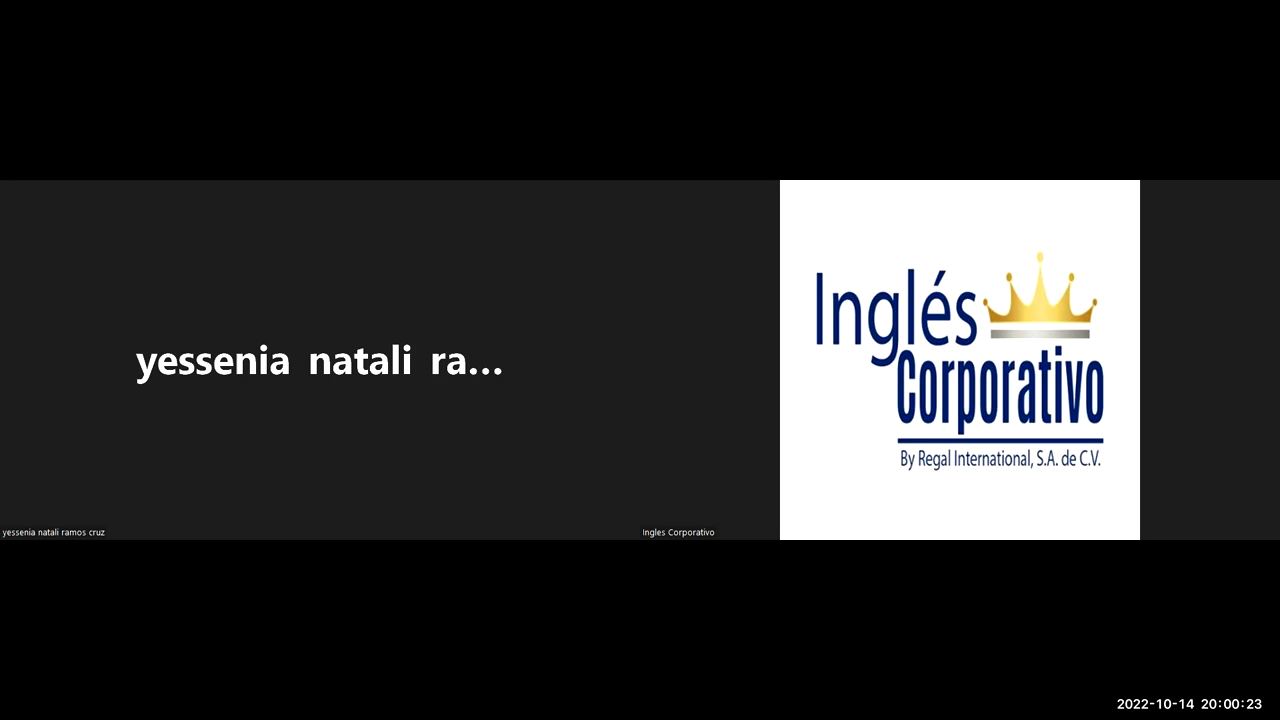 yessenia natali ra...
Inglés
Corporativo
By Regal International, S.A. de C.V.
yessenia natali ramos cruz
Ingles Corporativo
2022-10-14 20:00:23